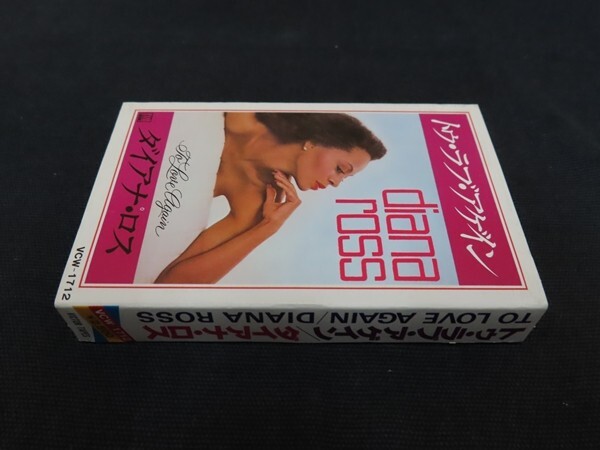 トゥ・ラブ・アゲイン
diana
ross
To Love Again
ダイアナ・ロス
VCW-1712
トゥ・ラブ・アゲイン/ダイアナ・ロス
TO LOVE AGAIN/DIANA ROSS